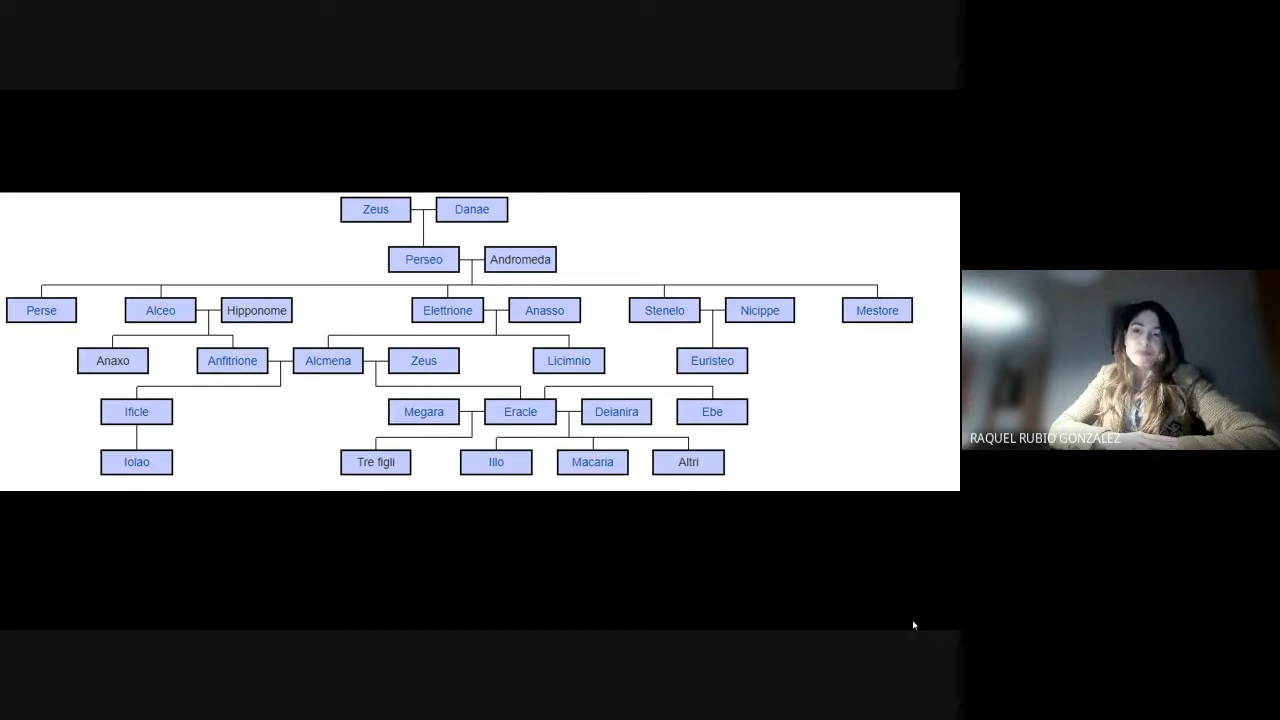 Zeus Danae
Perseo Andromeda
Perse Alceo Hipponome Elettrione Anasso Stenelo Nicippe Mestore
Anaxo Anfitrione Alcmena Zeus Licimnio Euristeo
Ificle Megara Eracle Deianira Ebe
Iolao Tre figli Illo Macaria Altri
RAQUEL RUBIO GONZALEZ